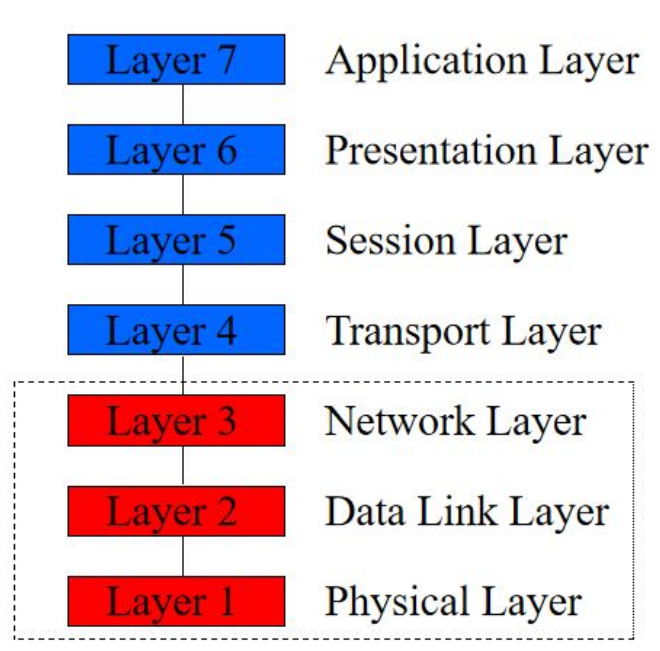 Layer 7 Application Layer
Layer 6 Presentation Layer
Layer 5 Session Layer
Layer 4 Transport Layer
Layer 3 Network Layer
Layer 2 Data Link Layer
Layer 1 Physical Layer